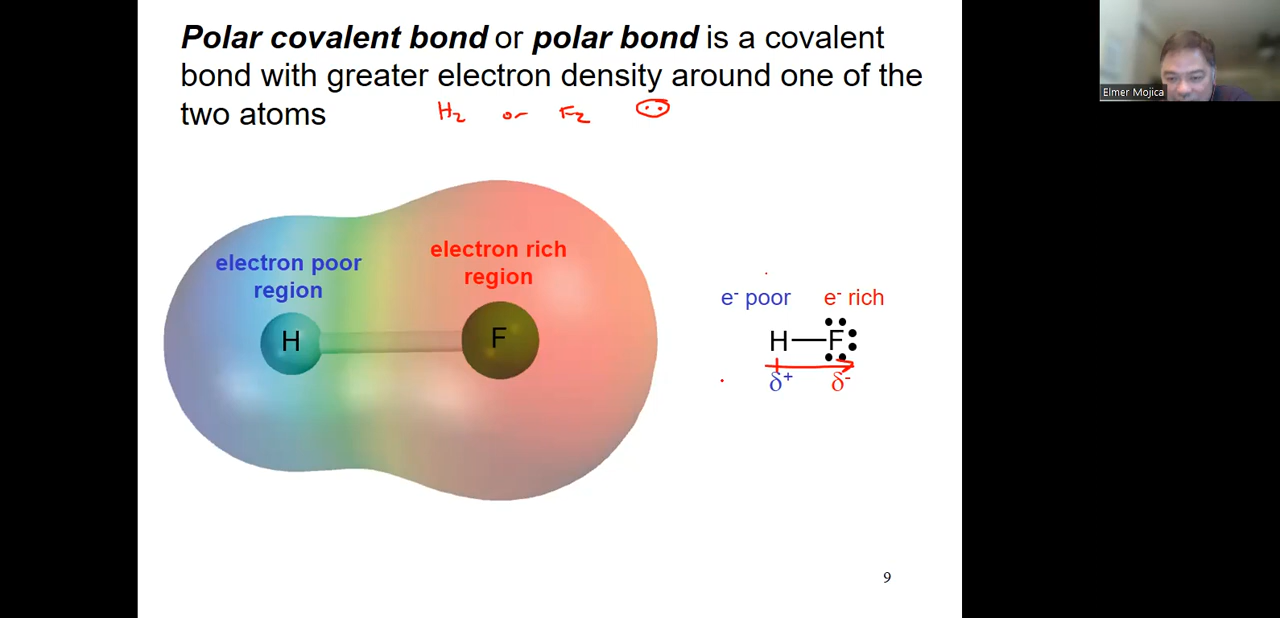 Polar covalent bond or polar bond is a covalent
bond with greater electron density around one of the
two atoms
H2 or F2
Elmer Mojica
electron poor
region
electron rich
region
H
F
e- poor
e- rich
H—F
δ+
δ-
9